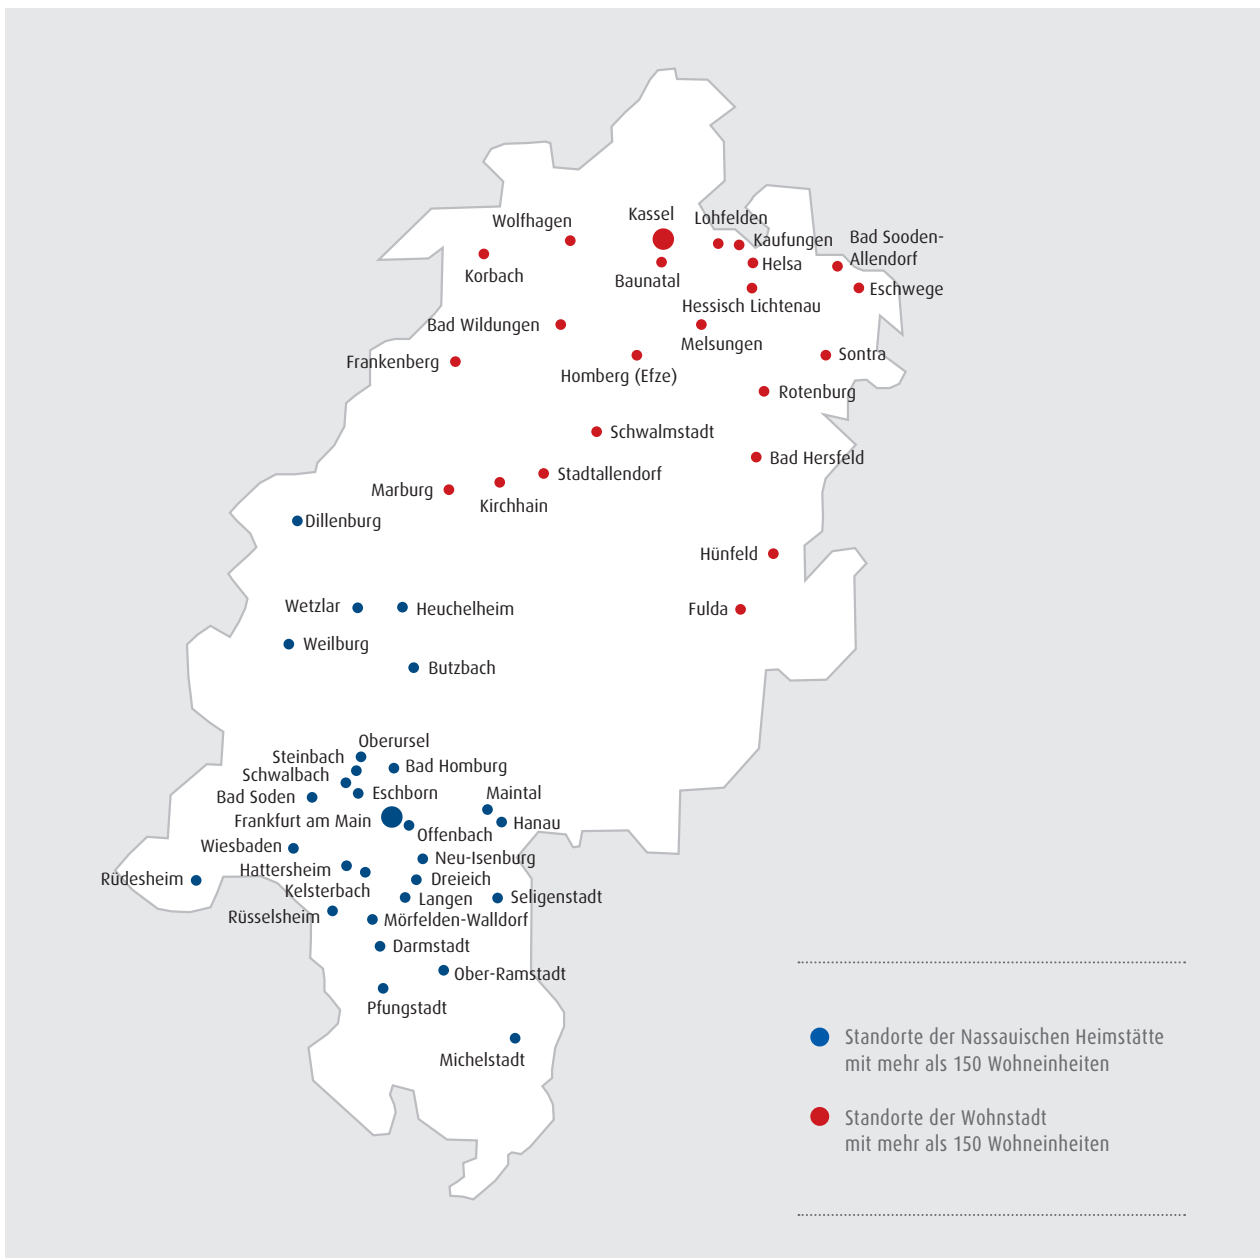 Kassel
Lohfelden
Wolfhagen
Kaufungen
Bad Sooden-
Allendorf
Helsa
Korbach
Baunatal
Eschwege
Hessisch Lichtenau
Bad Wildungen
Melsungen
Sontra
Frankenberg
Homberg (Efze)
Rotenburg
Schwalmstadt
Bad Hersfeld
Stadtallendorf
Marburg
Kirchhain
Dillenburg
Hünfeld
Wetzlar
Heuchelheim
Fulda
Weilburg
Butzbach
Oberursel
Steinbach
Bad Homburg
Schwalbach
Eschborn
Maintal
Bad Soden
Frankfurt am Main
Hanau
Offenbach
Wiesbaden
Neu-Isenburg
Hattersheim
Rüdesheim
Dreieich
Kelsterbach
Langen
Seligenstadt
Rüsselsheim
Mörfelden-Walldorf
Darmstadt
Ober-Ramstadt
Pfungstadt
Michelstadt
Standorte der Nassauischen Heimstätte
mit mehr als 150 Wohneinheiten
Standorte der Wohnstadt
mit mehr als 150 Wohneinheiten